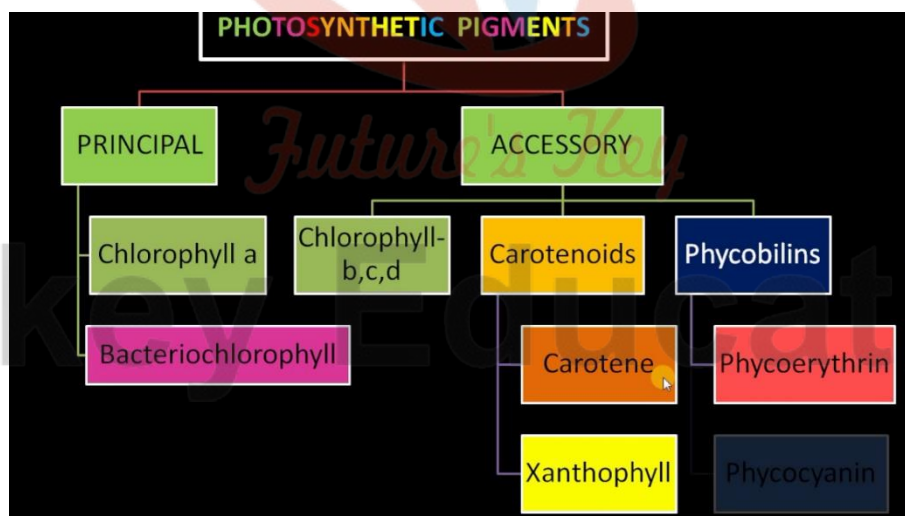 PHOTOSYNTHETIC PIGMENTS
PRINCIPAL
ACCESSORY
Future's Key
Chlorophyll a
Chlorophyll-
b,c,d
Carotenoids
Phycobilins
key Educat
Bacteriochlorophyll
Carotene
Phycoerythrin
Xanthophyll
Phycocyanin